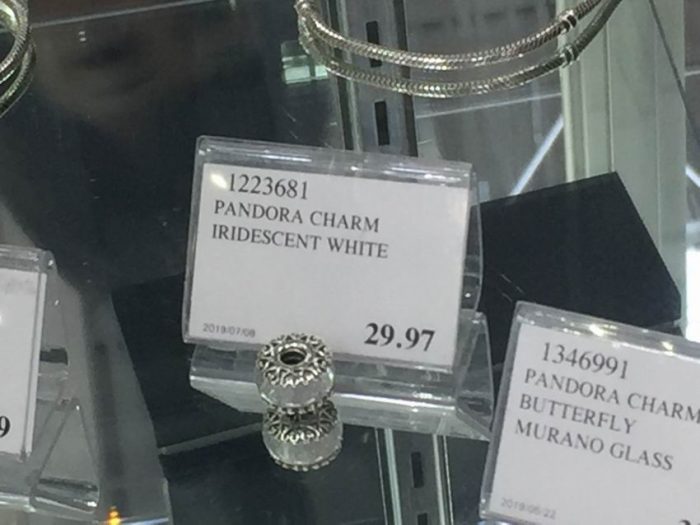 1223681
PANDORA CHARM
IRIDESCENT WHITE
2019/07/08
29.97
1346991
PANDORA CHARM
BUTTERFLY
MURANO GLASS
2019/05/22
9